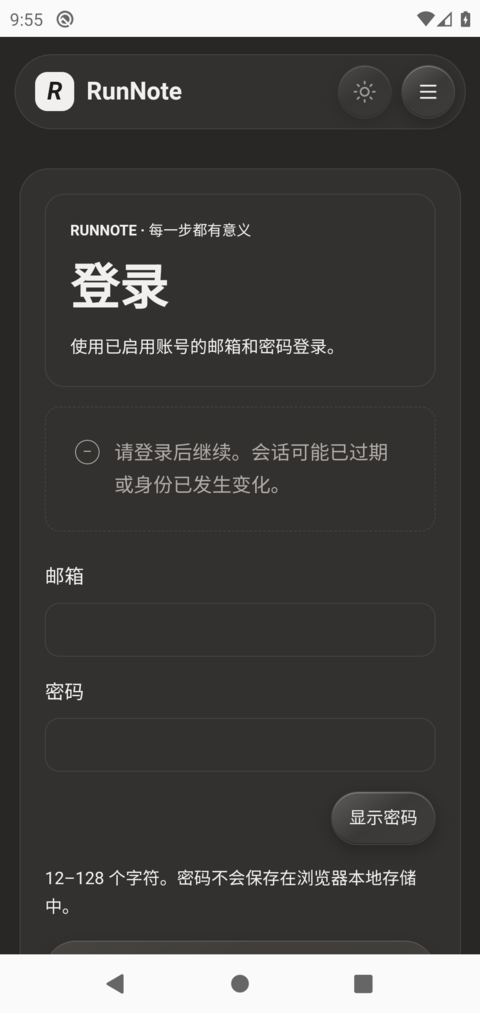 9:55
R RunNote
RUNNOTE · 每一步都有意义
登录
使用已启用账号的邮箱和密码登录。
请登录后继续。会话可能已过期
或身份已发生变化。
邮箱
密码
显示密码
12–128 个字符。密码不会保存在浏览器本地存储
中。